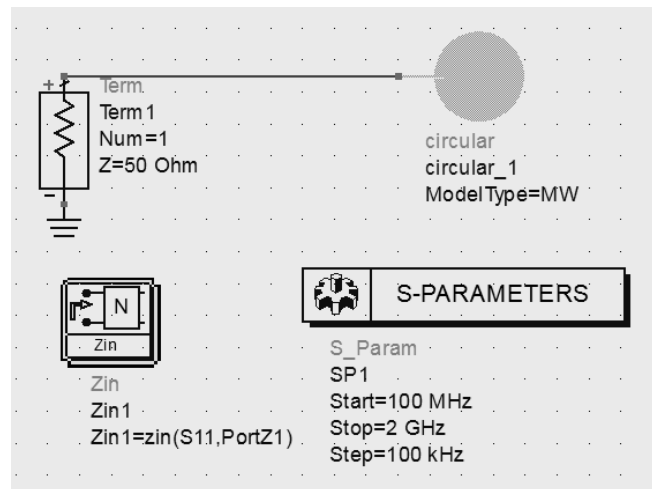 Term
Term1
Num=1
Z=50 Ohm
circular
circular_1
ModelType=MW
N
Zin
Zin
Zin1
Zin1=zin(S11,PortZ1)
S-PARAMETERS
S_Param
SP1
Start=100 MHz
Stop=2 GHz
Step=100 kHz